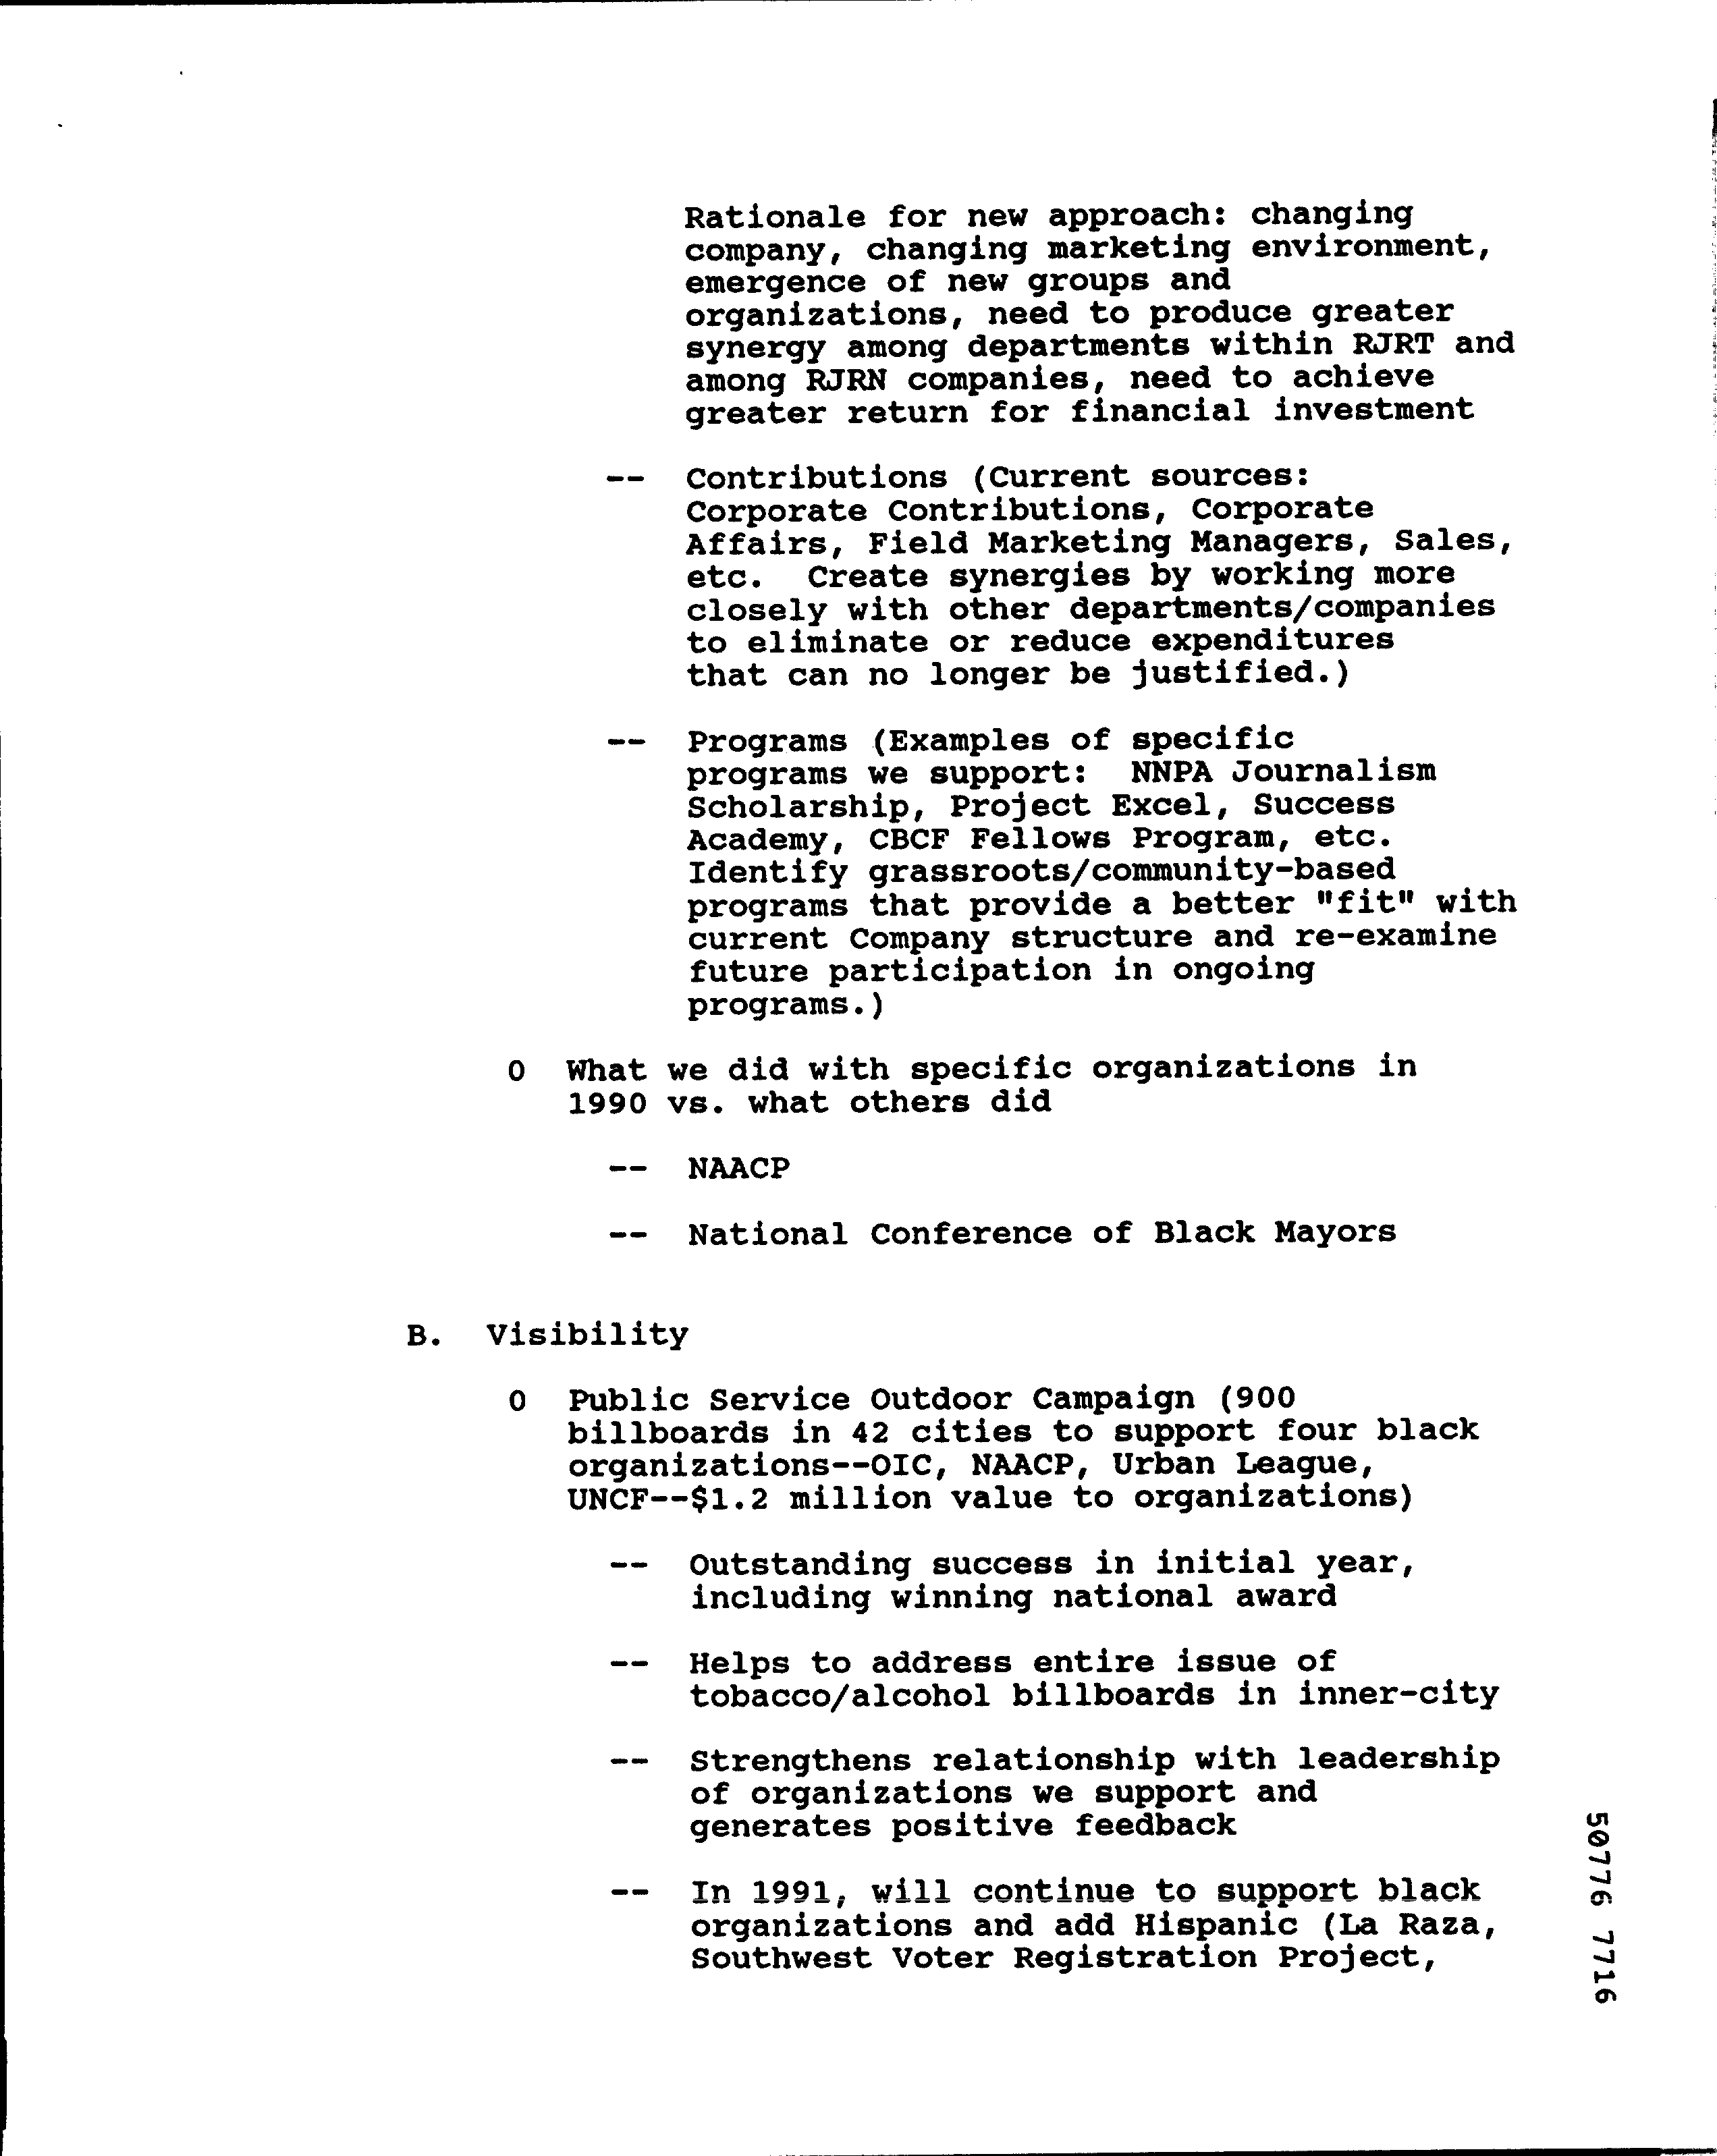 Rationale for new approach: changing
company, changing marketing environment,
emergence of new groups and
organizations, need to produce greater
synergy among departments within RJRT and
among RJRN companies, need to achieve
greater return for financial investment
-- Contributions (Current sources:
Corporate Contributions, Corporate
Affairs, Field Marketing Managers, Sales,
etc. Create synergies by working more
closely with other departments/companies
to eliminate or reduce expenditures
that can no longer be justified.)
-- Programs (Examples of specific
programs we support: NNPA Journalism
Scholarship, Project Excel, Success
Academy, CBCF Fellows Program, etc.
Identify grassroots/community-based
programs that provide a better "fit" with
current Company structure and re-examine
future participation in ongoing
programs.)
O What we did with specific organizations in
1990 vs. what others did
-- NAACP
-- National Conference of Black Mayors
B. Visibility
O Public Service Outdoor Campaign (900
billboards in 42 cities to support four black
organizations--OIC, NAACP, Urban League,
UNCF--$1.2 million value to organizations)
-- Outstanding success in initial year,
including winning national award
-- Helps to address entire issue of
tobacco/alcohol billboards in inner-city
-- Strengthens relationship with leadership
of organizations we support and
generates positive feedback
-- In 1991, will continue to support black
organizations and add Hispanic (La Raza,
Southwest Voter Registration Project,
50776 7716